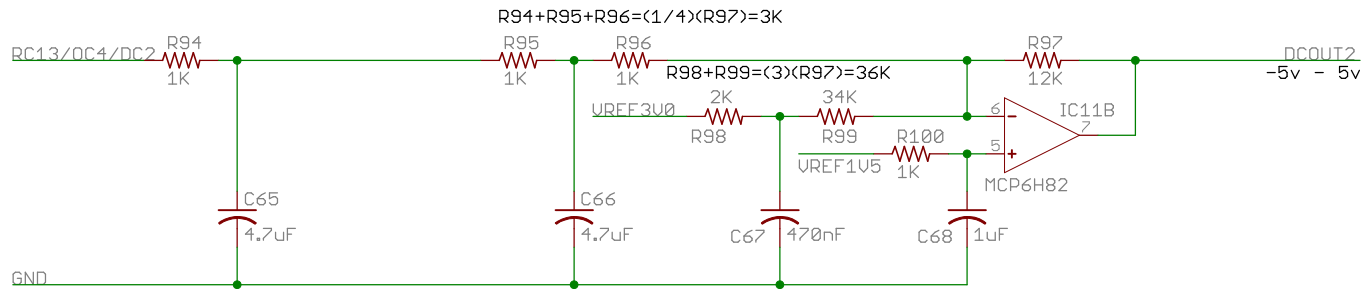 R94+R95+R96=(1/4)(R97)=3K
RC13/OC4/DC2
R94
1K
R95
1K
R96
1K
R97
12K
DCOUT2
-5v - 5v
R98+R99=(3)(R97)=36K
VREF3V0
2K
R98
34K
R99
6
IC11B
7
VREF1V5
R100
1K
5
MCP6H82
C65
4.7uF
C66
4.7uF
C67
470nF
C68
1uF
GND